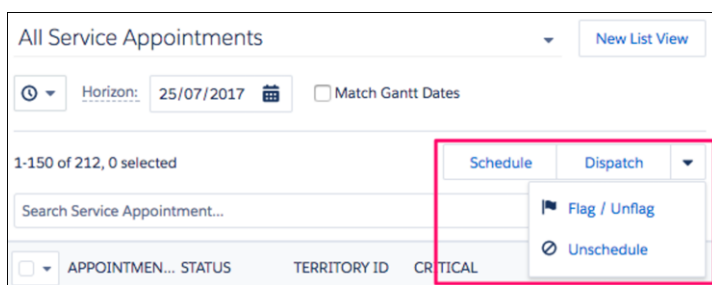 All Service Appointments
New List View
Horizon: 25/07/2017 Match Gantt Dates
1-150 of 212, 0 selected
Schedule Dispatch
Search Service Appointment...
Flag / Unflag
Unschedule
APPOINTMEN... STATUS TERRITORY ID CRITICAL